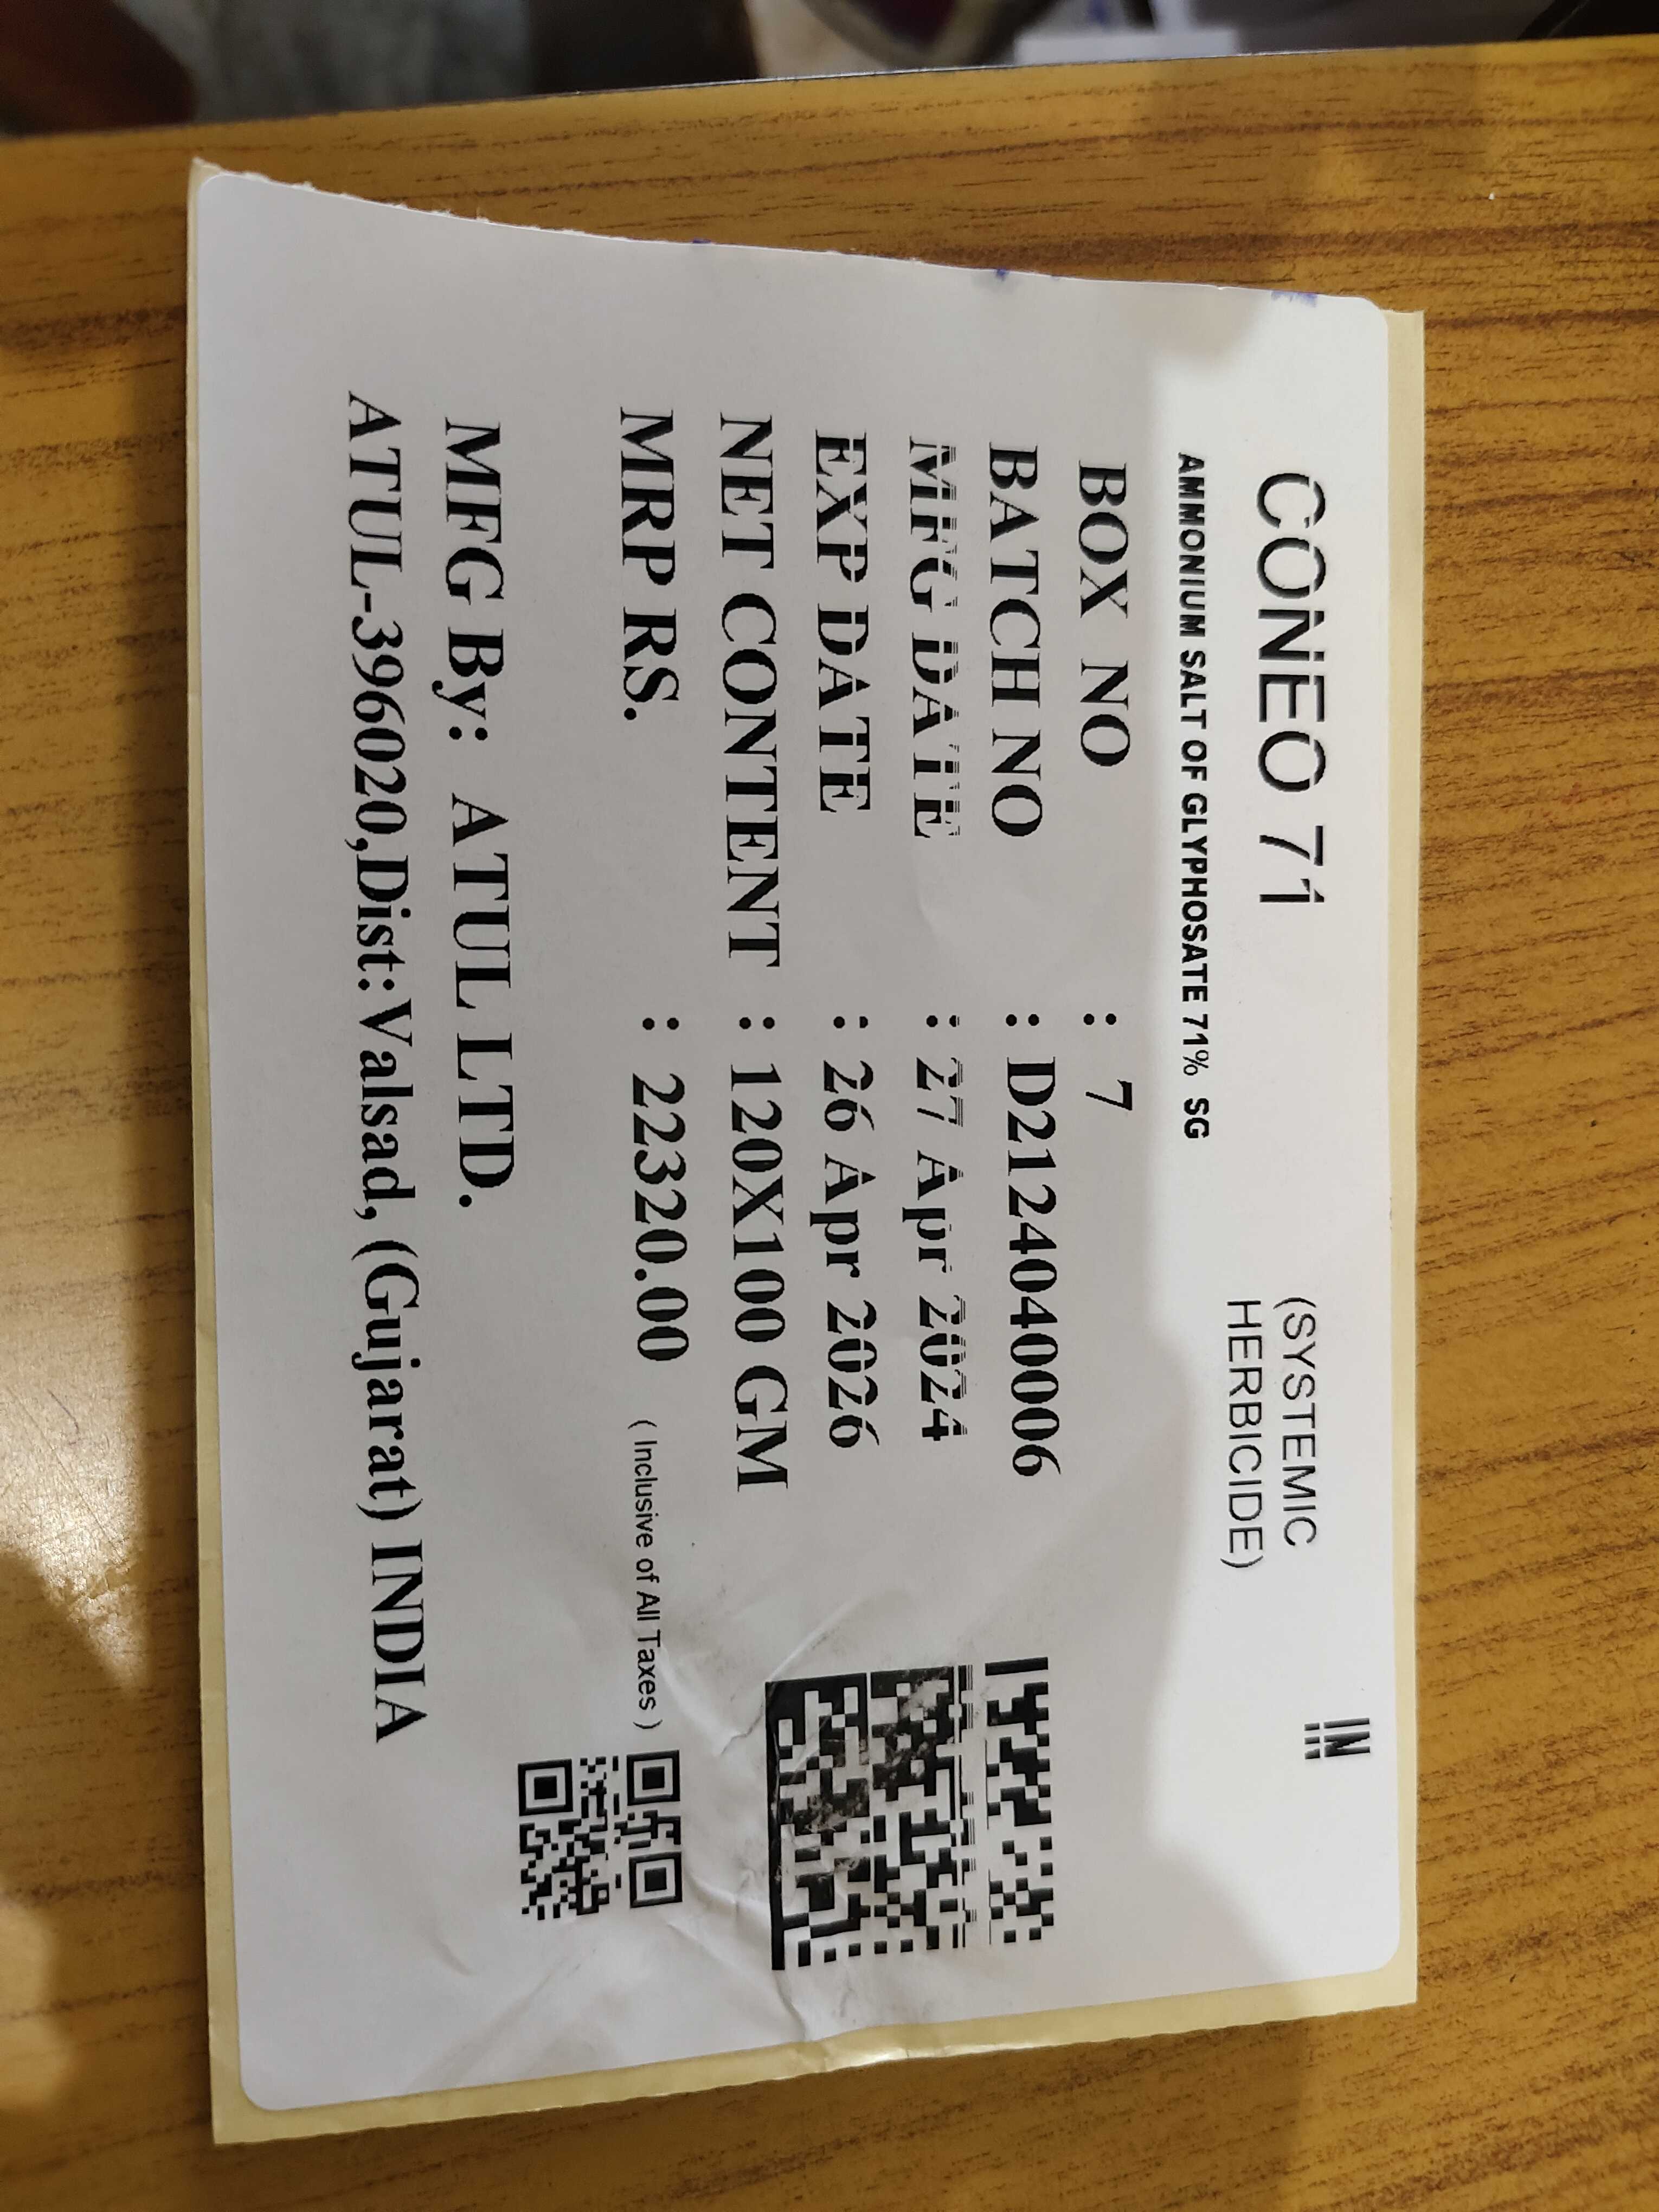 IN
CONEO 71 (SYSTEMIC
HERBICIDE)
AMMONIUM SALT OF GLYPHOSATE 71% SG
BOX NO : 7
BATCH NO : D2124040006
MFG DATE : 27 Apr 2024
EXP DATE : 26 Apr 2026
NET CONTENT : 120X100 GM
MRP RS. : 22320.00 ( Inclusive of All Taxes )
MFG By: ATUL LTD.
ATUL-396020,Dist:Valsad, (Gujarat) INDIA